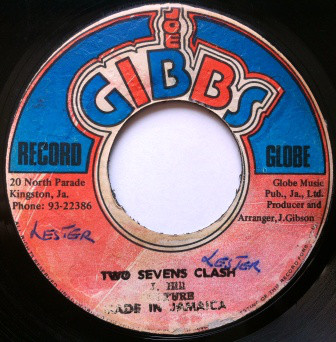 JOE
GIBBS
RECORD
GLOBE
20 North Parade
Kingston, Ja.
Phone: 93-22386
Globe Music
Pub., Ja., Ltd.
Producer and
Arranger, J.Gibson
Lester
Lester
TWO SEVENS CLASH
MADE IN JAMAICA